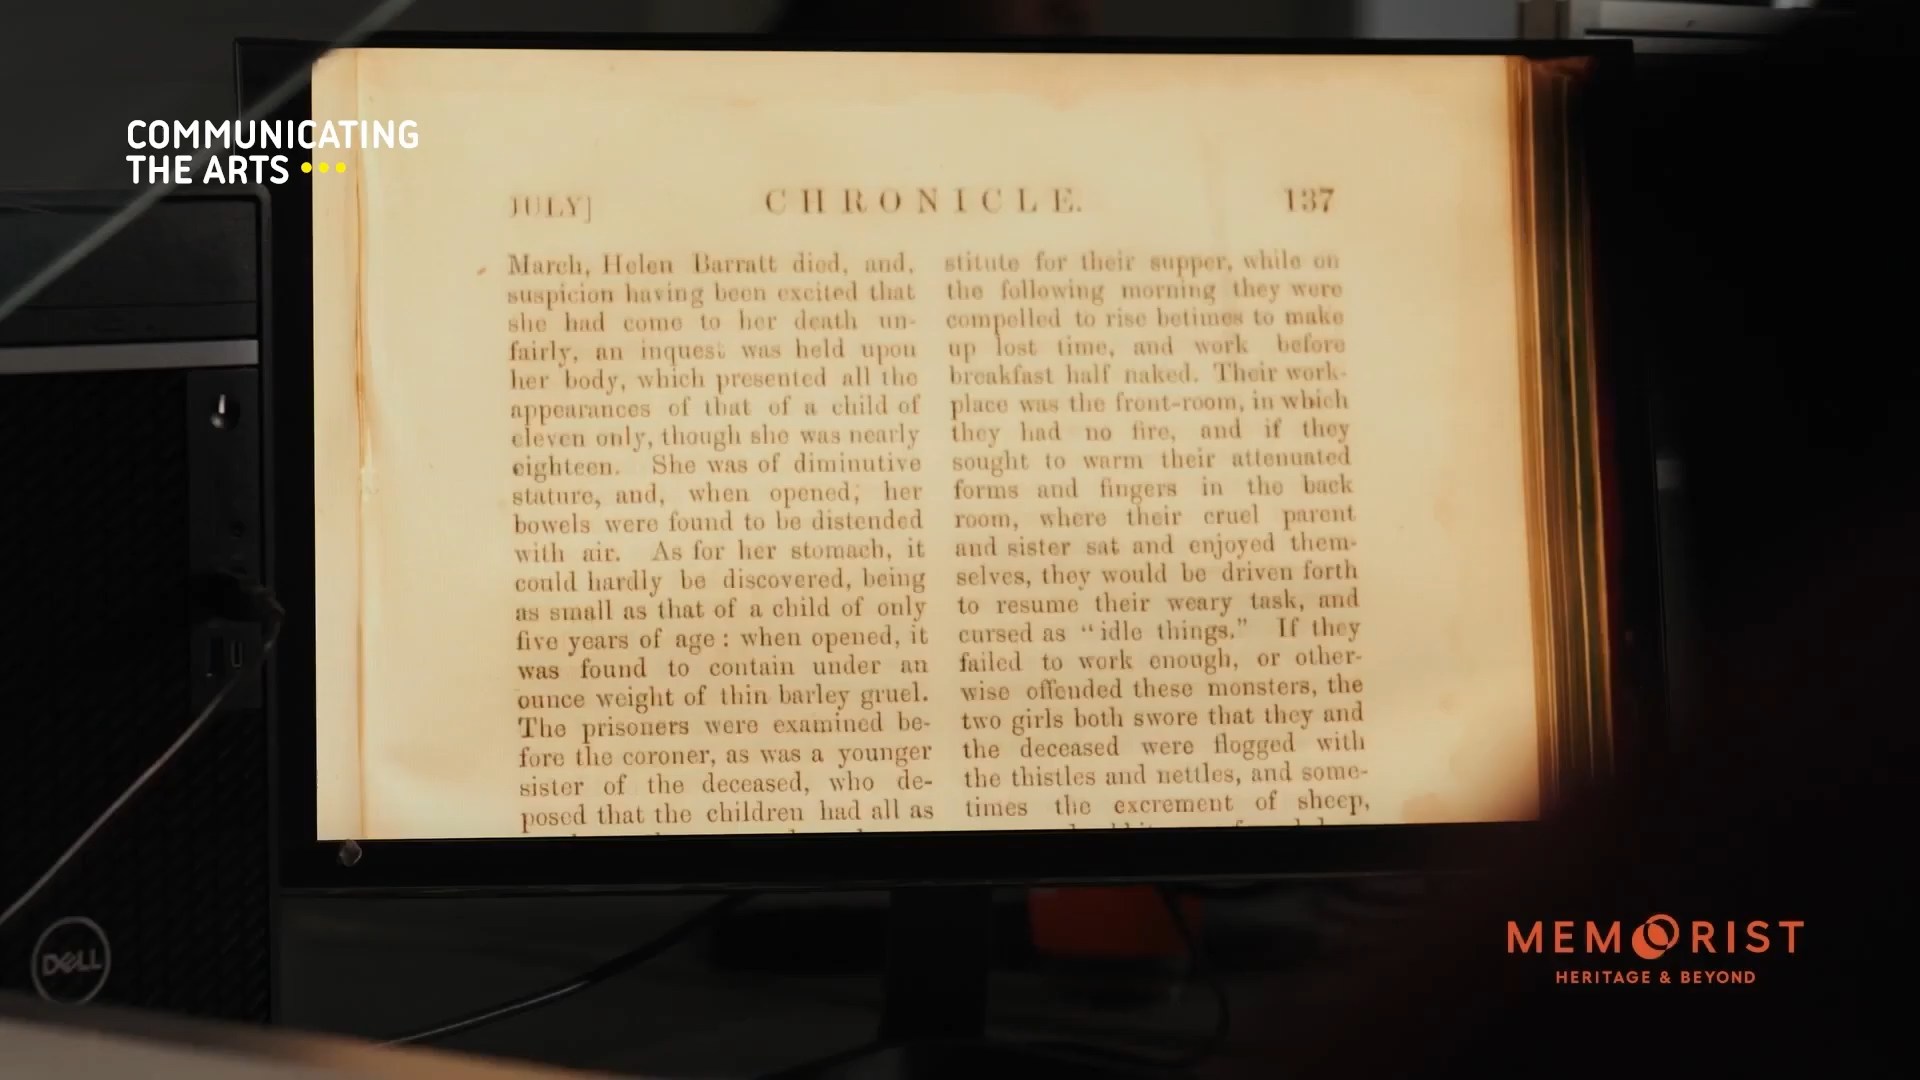 COMMUNICATING
THE ARTS
JULY]
CHRONICLE.
137
March, Helen Barratt died, and,
suspicion having been excited that
she had come to her death un-
fairly, an inquest was held upon
her body, which presented all the
appearances of that of a child of
eleven only, though she was nearly
eighteen. She was of diminutive
stature, and, when opened, her
bowels were found to be distended
with air. As for her stomach, it
could hardly be discovered, being
as small as that of a child of only
five years of age : when opened, it
was found to contain under an
ounce weight of thin barley gruel.
The prisoners were examined be-
fore the coroner, as was a younger
sister of the deceased, who de-
posed that the children had all as
stitute for their supper, while on
the following morning they were
compelled to rise betimes to make
up lost time, and work before
breakfast half naked. Their work-
place was the front-room, in which
they had no fire, and if they
sought to warm their attenuated
forms and fingers in the back
room, where their cruel parent
and sister sat and enjoyed them-
selves, they would be driven forth
to resume their weary task, and
cursed as "idle things." If they
failed to work enough, or other-
wise offended these monsters, the
two girls both swore that they and
the deceased were flogged with
the thistles and nettles, and some-
times the excrement of sheep,
DELL
MEMORIST
HERITAGE & BEYOND